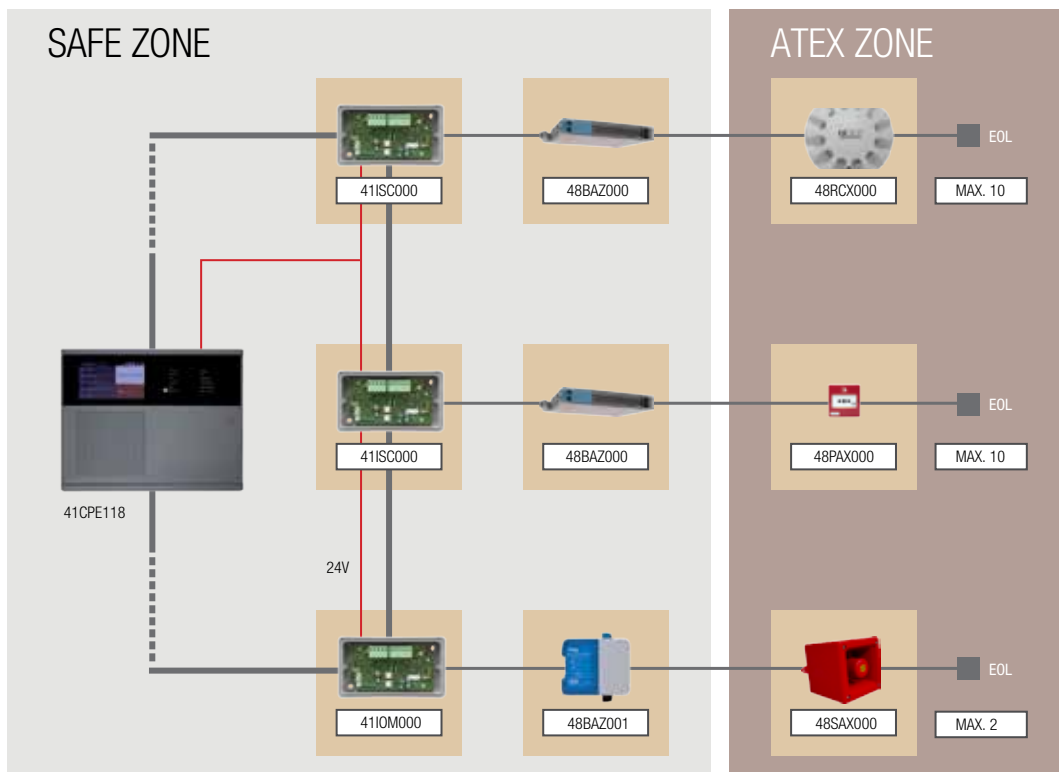 SAFE ZONE
ATEX ZONE
EOL
41ISC000
48BAZ000
48RCX000
MAX. 10
EOL
41ISC000
48BAZ000
48PAX000
MAX. 10
41CPE118
24V
EOL
41IOM000
48BAZ001
48SAX000
MAX. 2